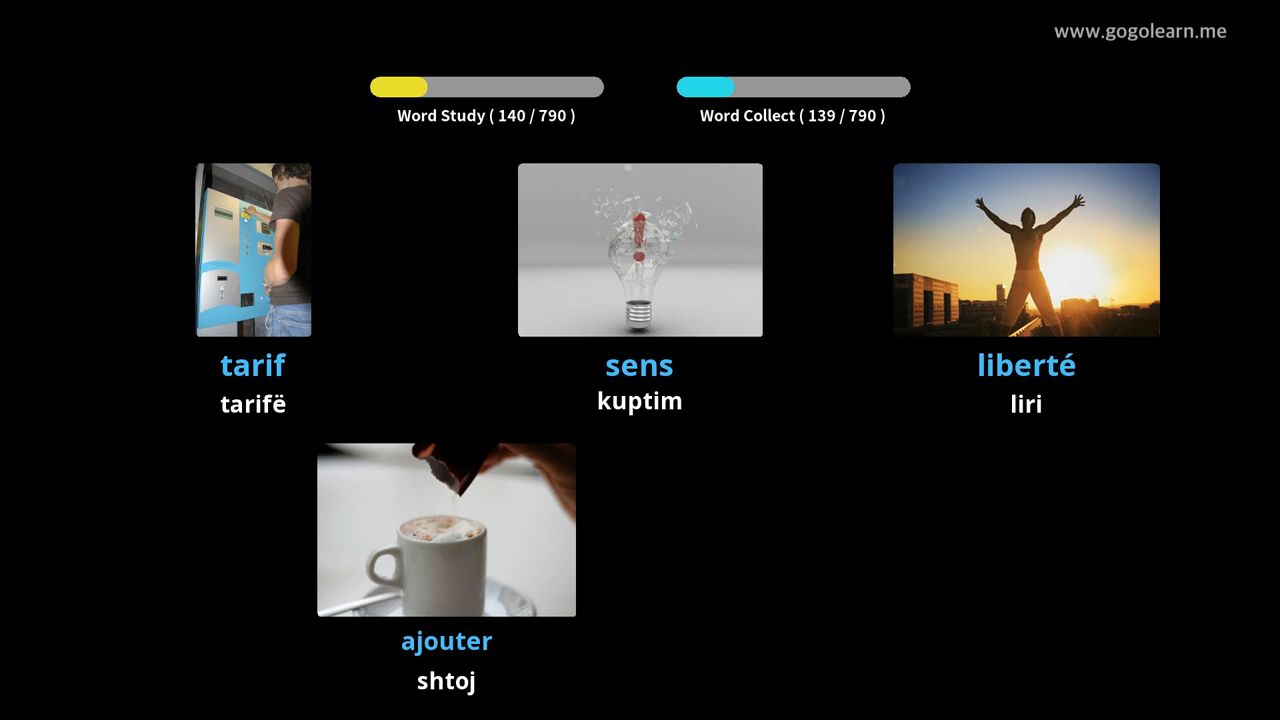 www.gogolearn.me
Word Study ( 140 / 790 )
Word Collect ( 139 / 790 )
tarif
tarifë
sens
kuptim
liberté
liri
ajouter
shtoj